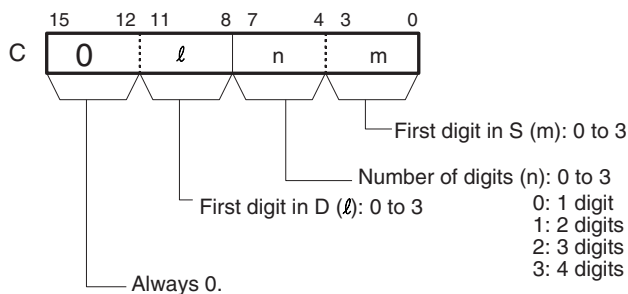 15 12 11 8 7 4 3 0
C 0 ℓ n m
First digit in S (m): 0 to 3
Number of digits (n): 0 to 3
First digit in D (ℓ): 0 to 3
0: 1 digit
1: 2 digits
2: 3 digits
3: 4 digits
Always 0.